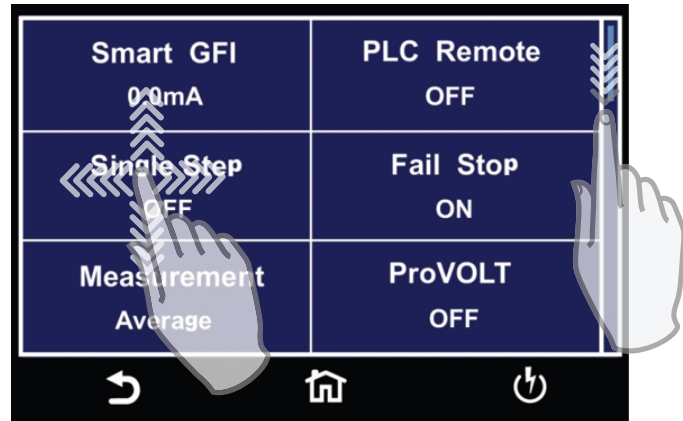 Smart GFI
0.0mA
PLC Remote
OFF
Single Step
OFF
Fail Stop
ON
Measurement
Average
ProVOLT
OFF